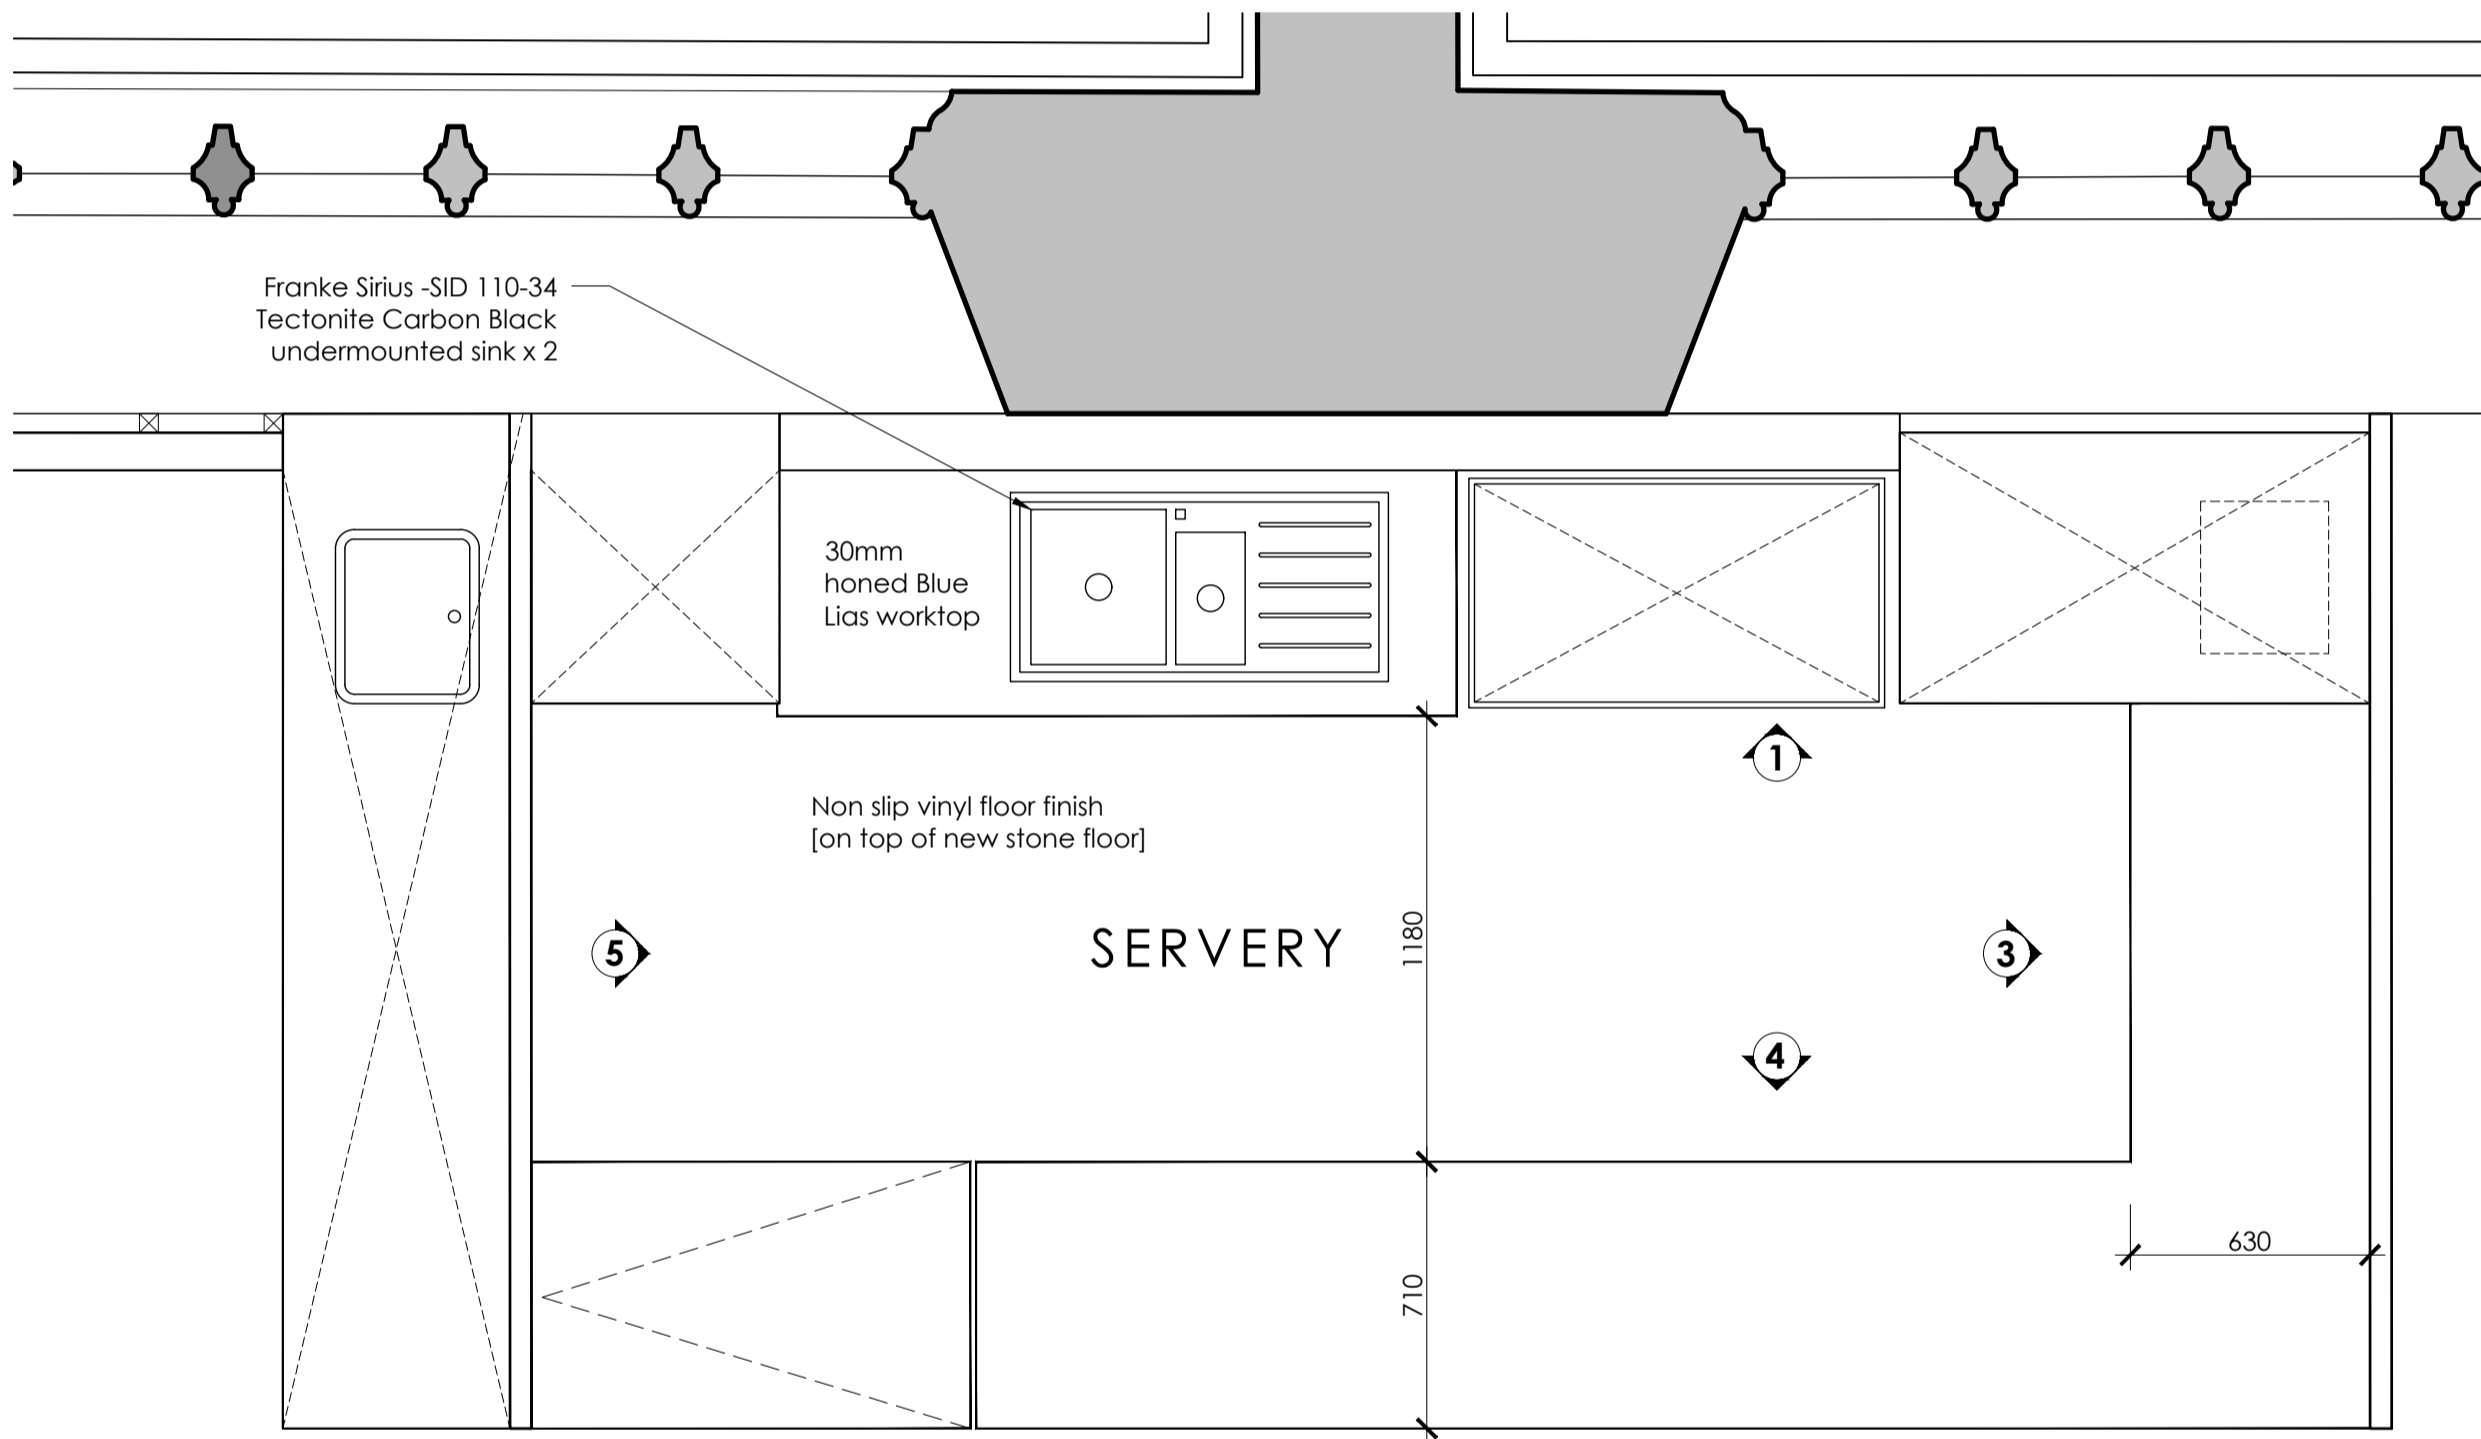 Franke Sirius -SID 110-34
Tectonite Carbon Black
undermounted sink x 2
30mm
honed Blue
Lias worktop
1
Non slip vinyl floor finish
[on top of new stone floor]
5
SERVERY
1180
3
4
630
710